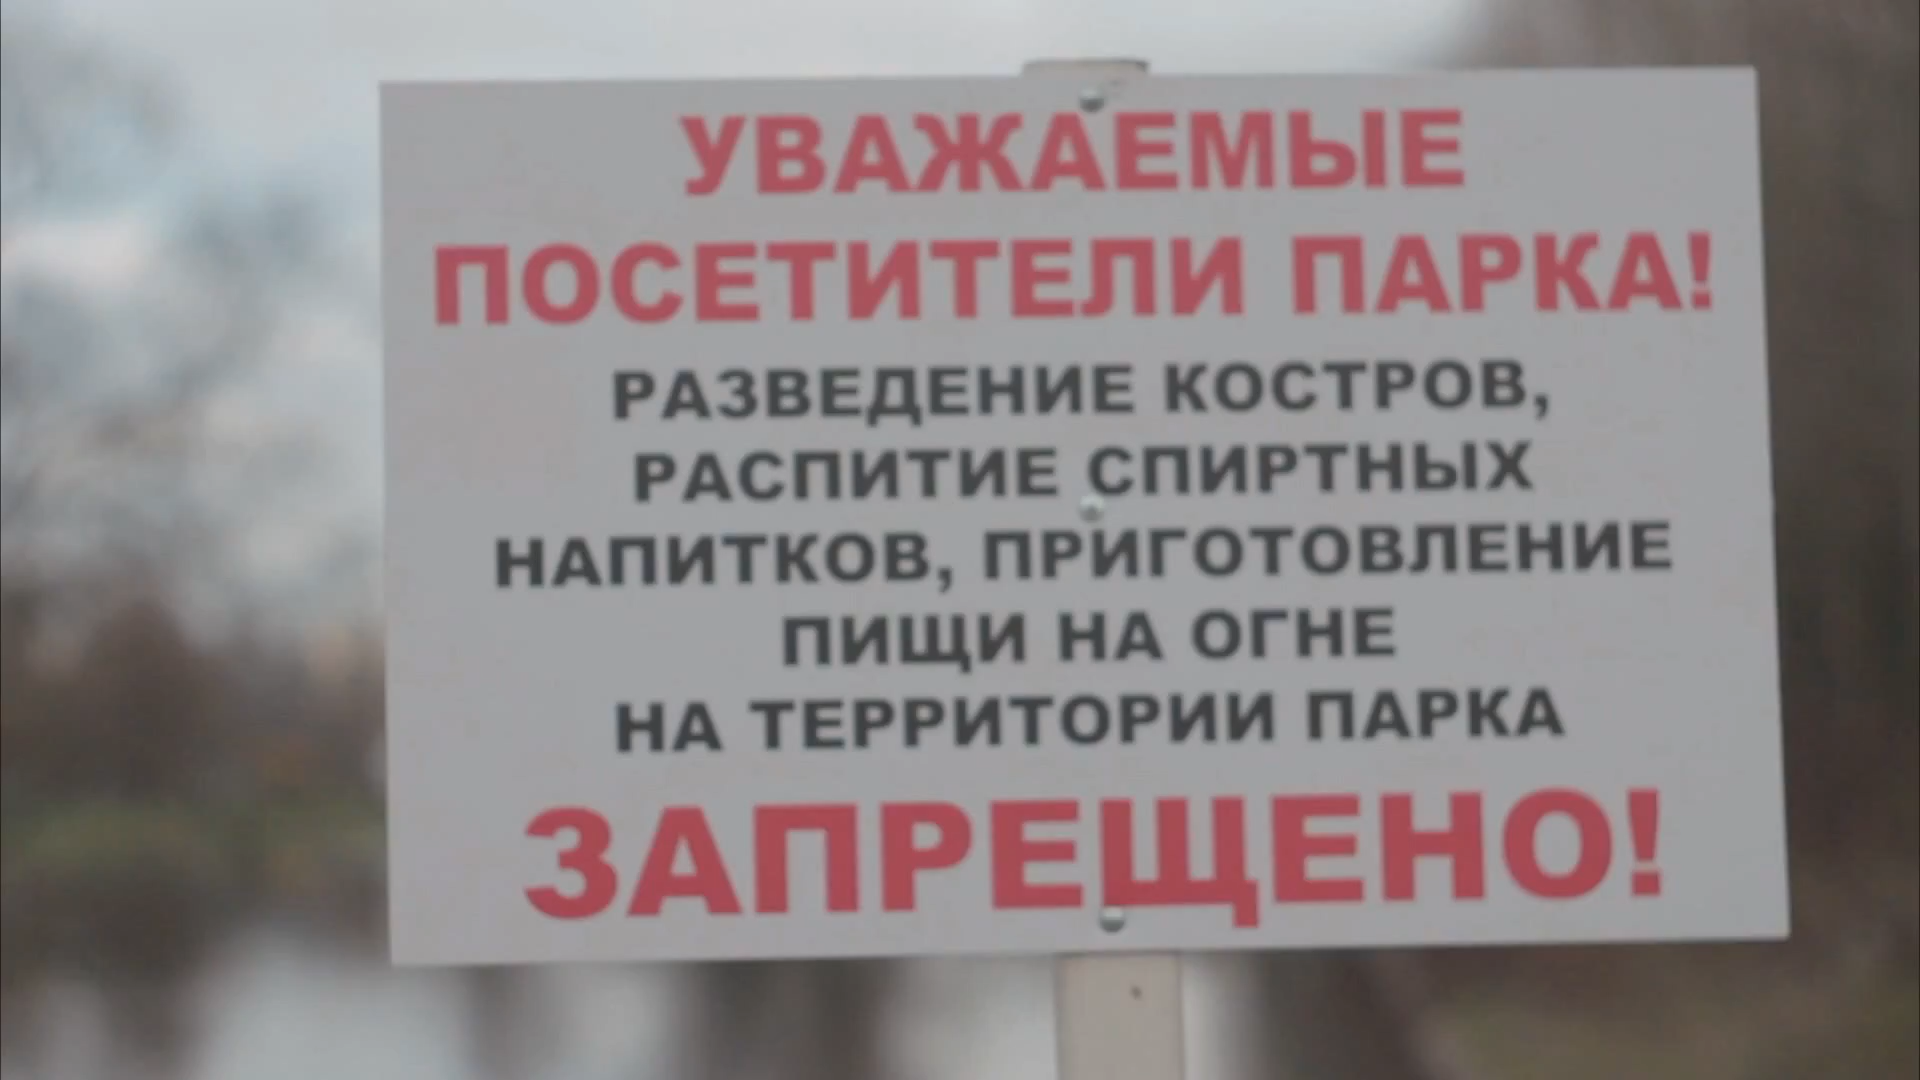 УВАЖАЕМЫЕ
ПОСЕТИТЕЛИ ПАРКА!
РАЗВЕДЕНИЕ КОСТРОВ,
РАСПИТИЕ СПИРТНЫХ
НАПИТКОВ, ПРИГОТОВЛЕНИЕ
ПИЩИ НА ОГНЕ
НА ТЕРРИТОРИИ ПАРКА
ЗАПРЕЩЕНО!